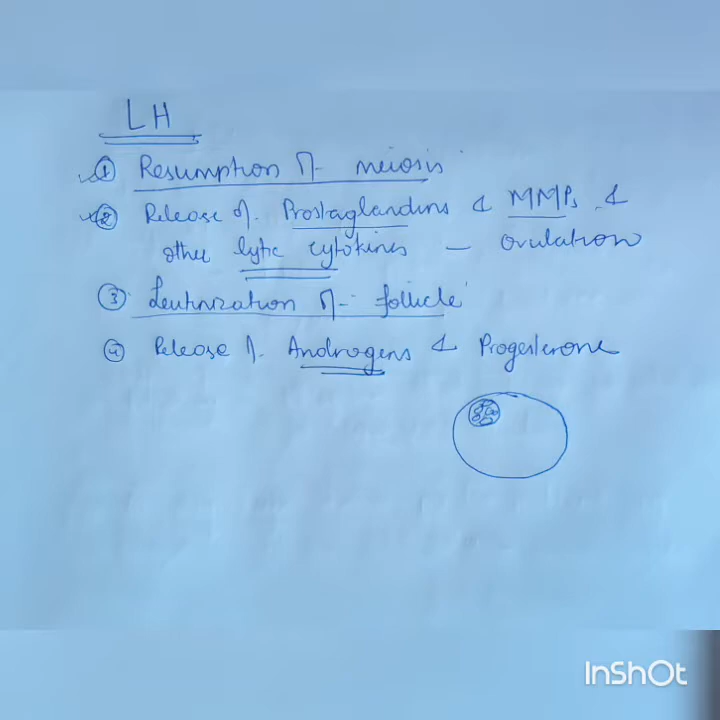 LH
① Resumption of meiosis
② Release of Prostaglandins & MMPs &
other lytic cytokines — ovulation
③ Leutinization of follicle
④ Release of Androgens & Progesterone
InShOt